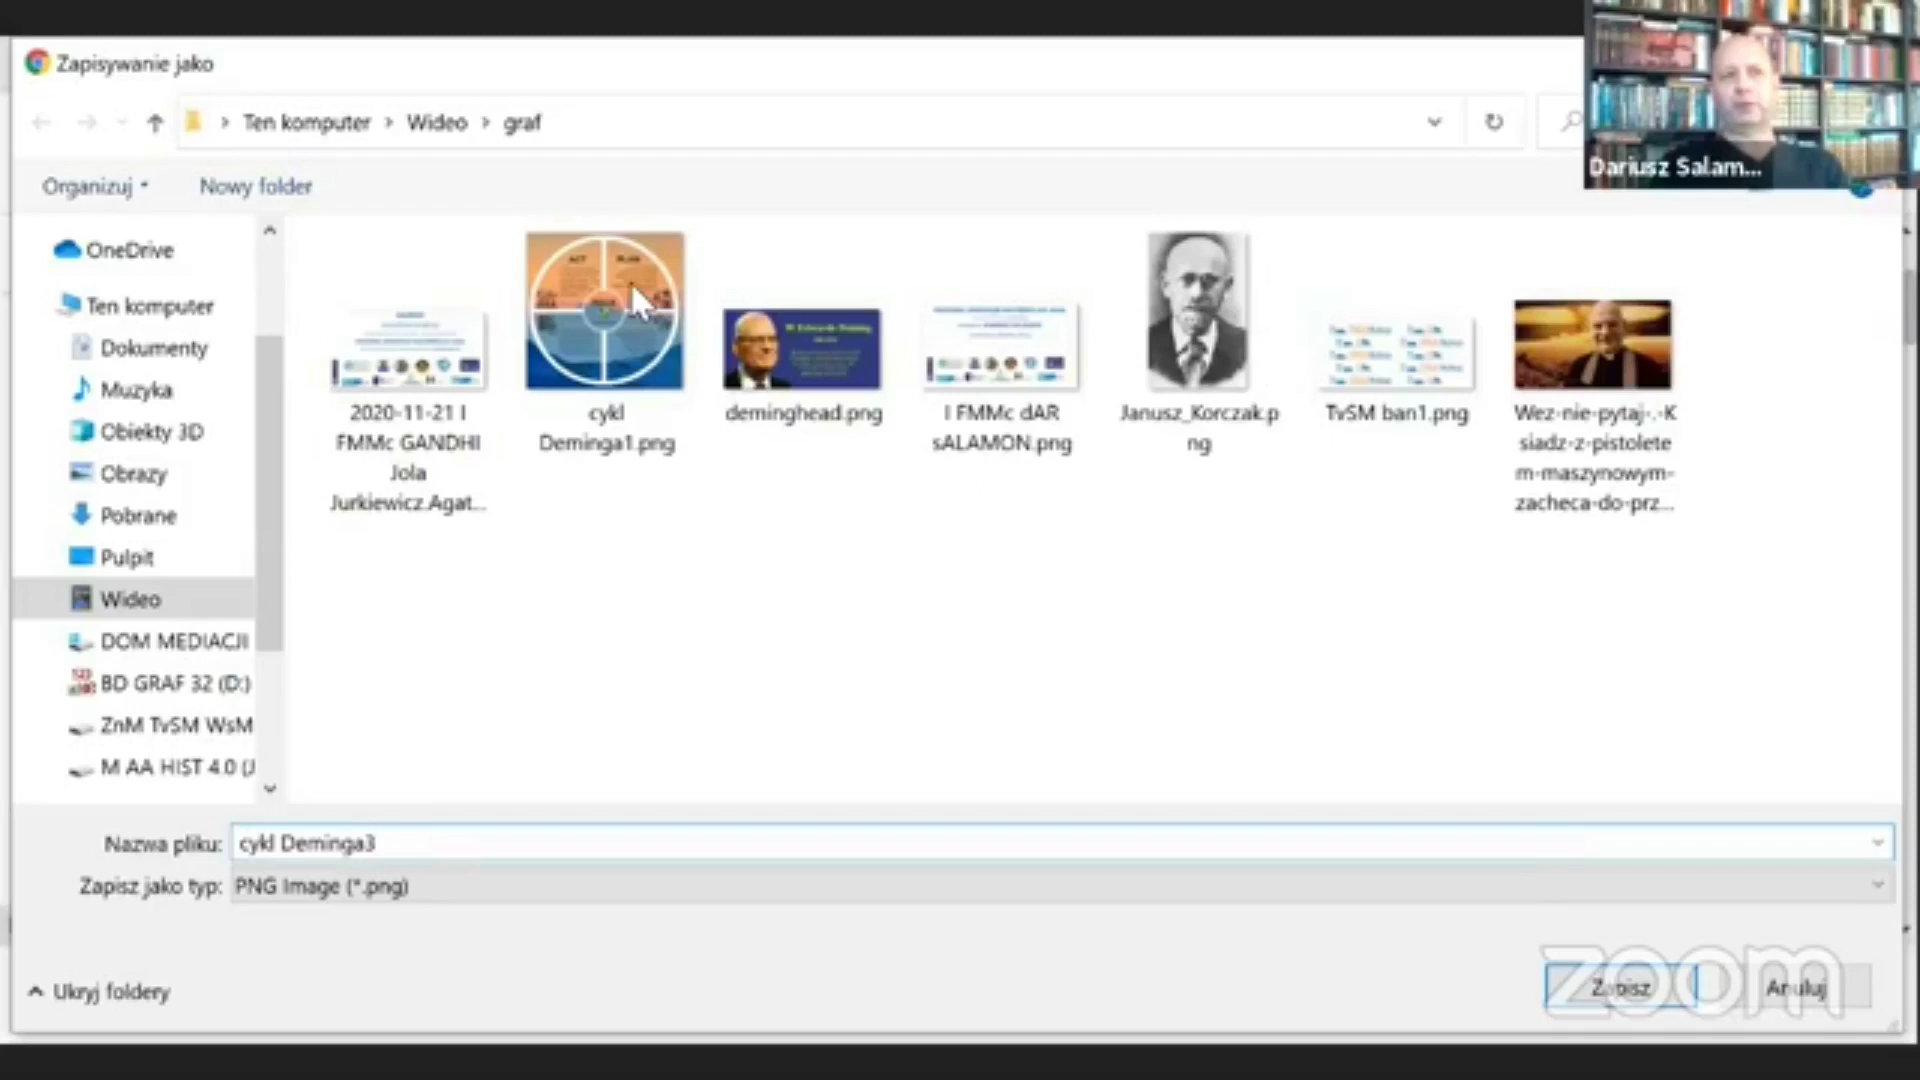 Zapisywanie jako
Dariusz Salam...
Ten komputer > Wideo > graf
Organizuj
Nowy folder
OneDrive
Ten komputer
Dokumenty
Muzyka
Obiekty 3D
Obrazy
Pobrane
Pulpit
Wideo
DOM MEDIACJI
BD GRAF 32 (D:)
ZnM TvSM WsM
M AA HIST 4.0 (J
ACT PLAN
2020-11-21 I
FMMc GANDHI
Jola
Jurkiewicz.Agat...
cykl
Deminga1.png
deminghead.png
I FMMc dAR
sALAMON.png
Janusz_Korczak.p
ng
TvSM ban1.png
Wez-nie-pytaj-.-K
siadz-z-pistolete
m-maszynowym-
zacheca-do-prz...
Nazwa pliku: cykl Deminga3
Zapisz jako typ: PNG Image (*.png)
Ukryj foldery
Zapisz
Anuluj
zoom